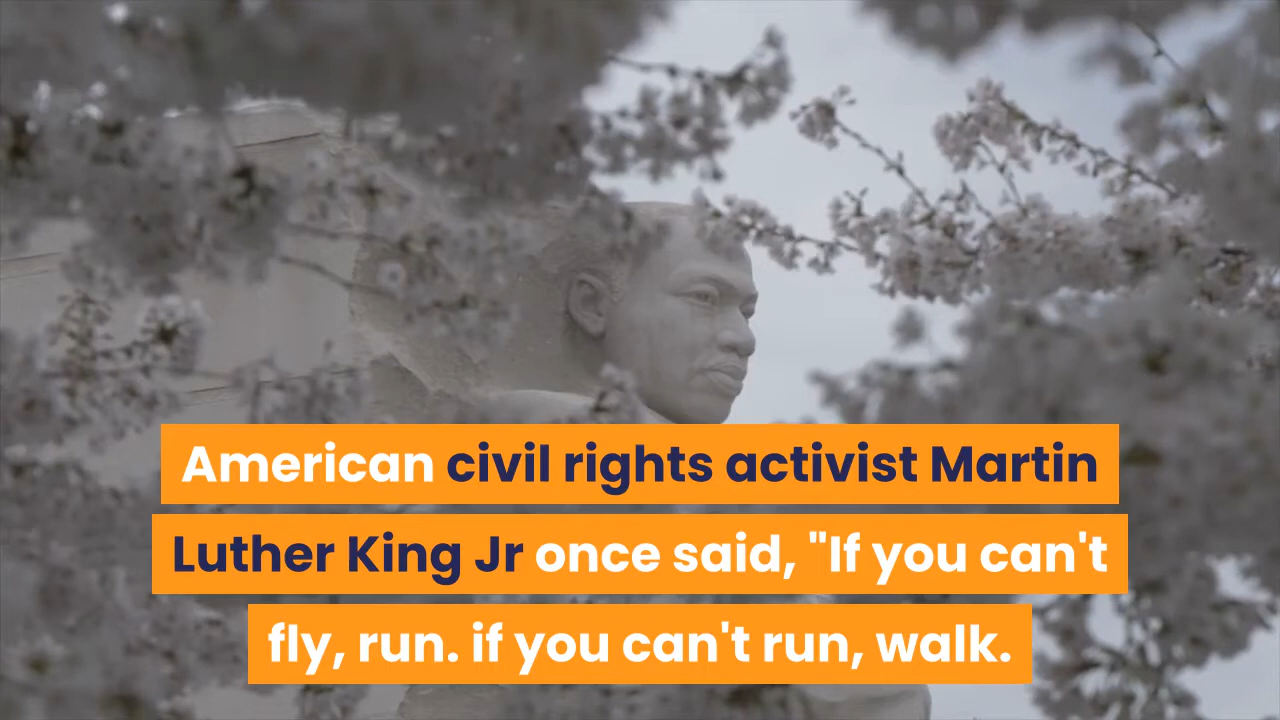 American civil rights activist Martin
Luther King Jr once said, "If you can't
fly, run. if you can't run, walk.